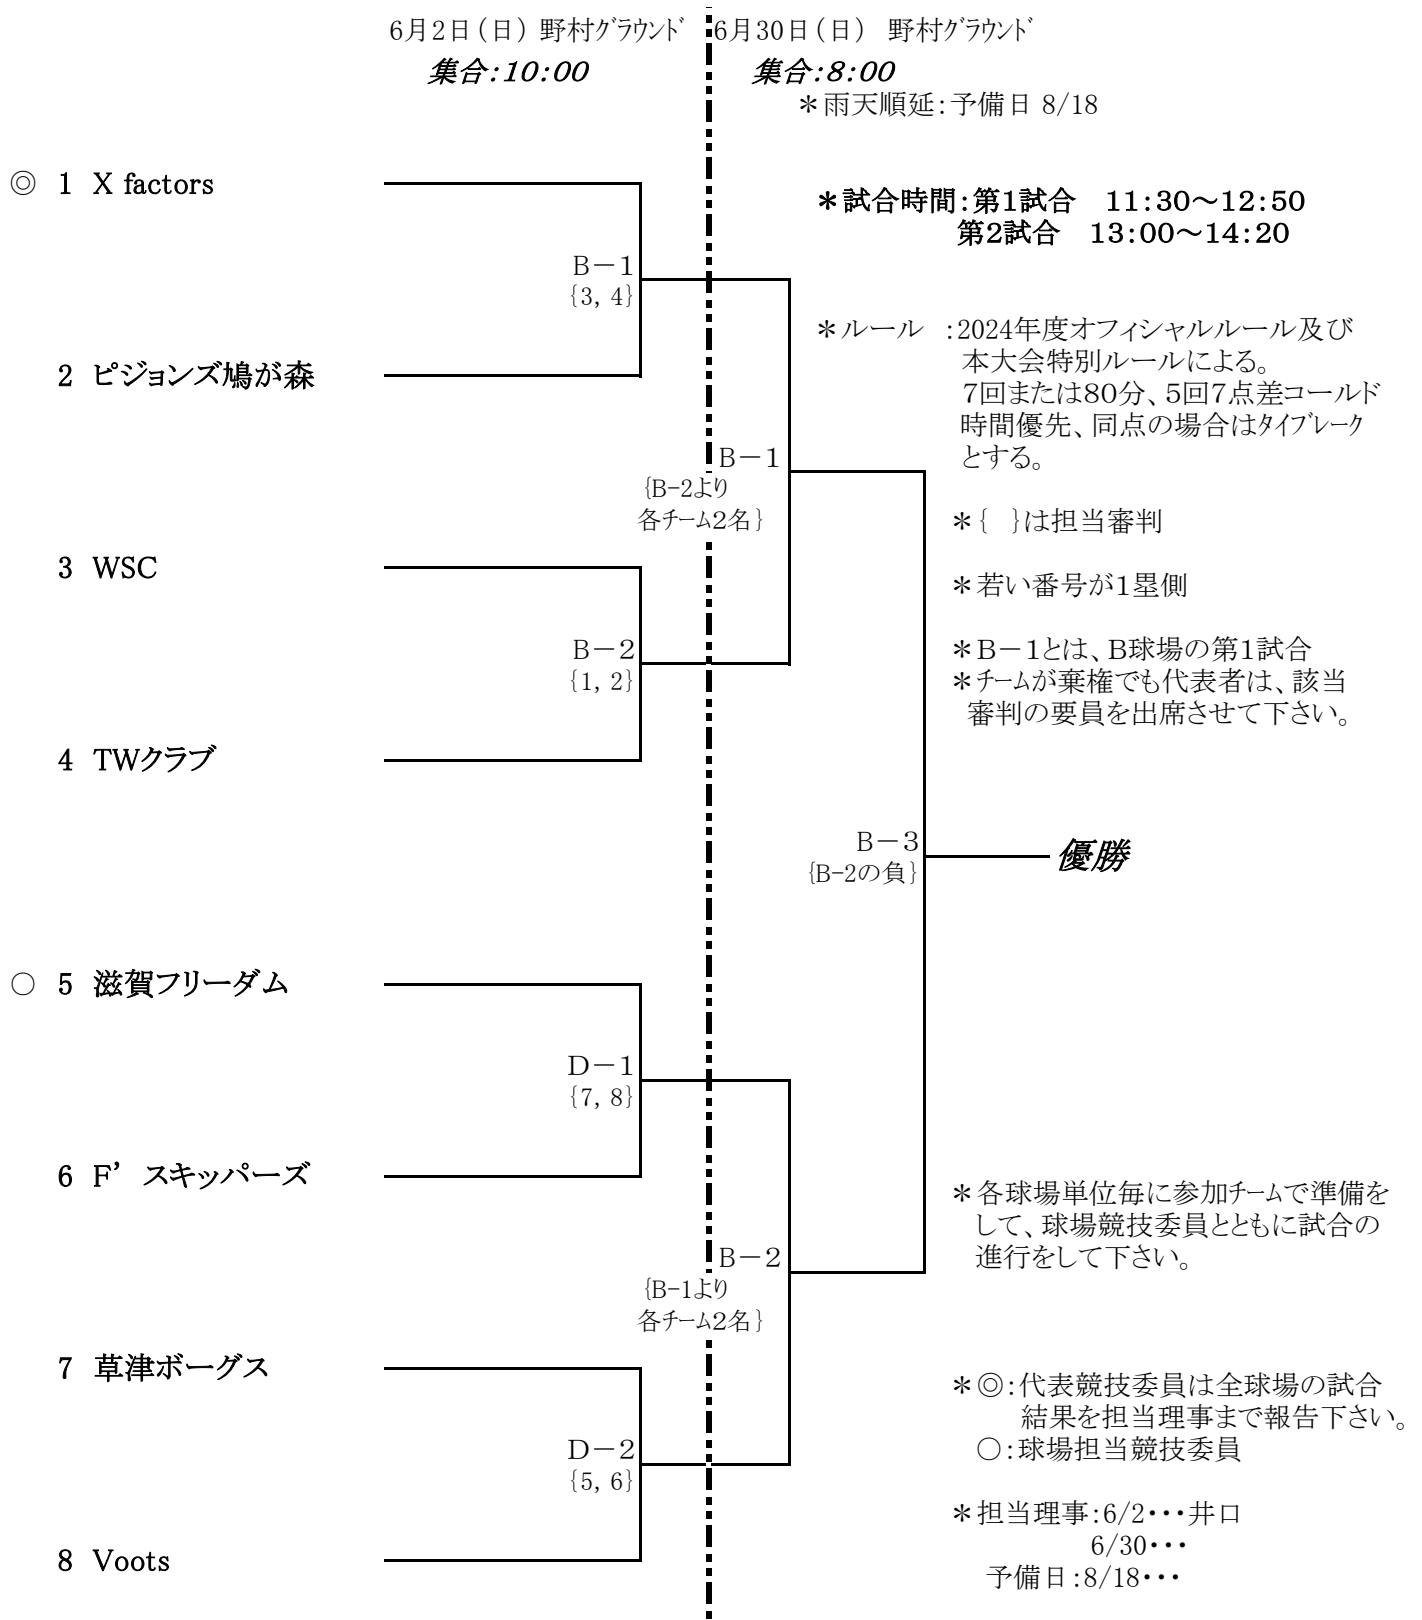 6月2日(日) 野村グラウンド 6月30日(日) 野村グラウンド
集合:10:00 集合:8:00
＊雨天順延:予備日 8/18
◎ 1 X factors
＊試合時間:第1試合 11:30～12:50
第2試合 13:00～14:20
B－1
{3, 4}
＊ルール :2024年度オフィシャルルール及び
本大会特別ルールによる。
2 ピジョンズ鳩が森
7回または80分、5回7点差コールド
時間優先、同点の場合はタイブレーク
とする。
B－1
{B-2より
各チーム2名}
＊{ }は担当審判
3 WSC
＊若い番号が1塁側
B－2
{1, 2}
＊B－1とは、B球場の第1試合
＊チームが棄権でも代表者は、該当
審判の要員を出席させて下さい。
4 TWクラブ
B－3
{B-2の負}
優勝
○ 5 滋賀フリーダム
D－1
{7, 8}
6 F’ スキッパーズ
＊各球場単位毎に参加チームで準備を
して、球場競技委員とともに試合の
進行をして下さい。
B－2
{B-1より
各チーム2名}
7 草津ボーグス
＊◎:代表競技委員は全球場の試合
結果を担当理事まで報告下さい。
○:球場担当競技委員
D－2
{5, 6}
＊担当理事:6/2・・・井口
6/30・・・
予備日:8/18・・・
8 Voots